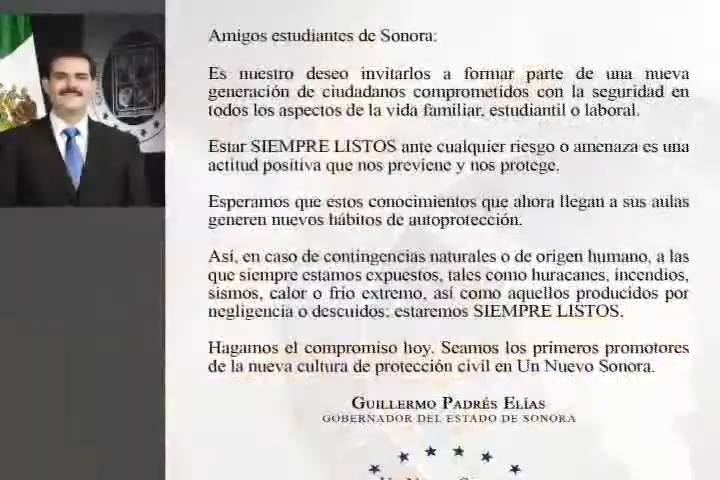 Amigos estudiantes de Sonora:
Es nuestro deseo invitarlos a formar parte de una nueva
generación de ciudadanos comprometidos con la seguridad en
todos los aspectos de la vida familiar, estudiantil o laboral.
Estar SIEMPRE LISTOS ante cualquier riesgo o amenaza es una
actitud positiva que nos previene y nos protege.
Esperamos que estos conocimientos que ahora llegan a sus aulas
generen nuevos hábitos de autoprotección.
Así, en caso de contingencias naturales o de origen humano, a las
que siempre estamos expuestos, tales como huracanes, incendios,
sismos, calor o frío extremo, así como aquellos producidos por
negligencia o descuidos; estaremos SIEMPRE LISTOS.
Hagamos el compromiso hoy. Seamos los primeros promotores
de la nueva cultura de protección civil en Un Nuevo Sonora.
GUILLERMO PADRÉS ELÍAS
GOBERNADOR DEL ESTADO DE SONORA